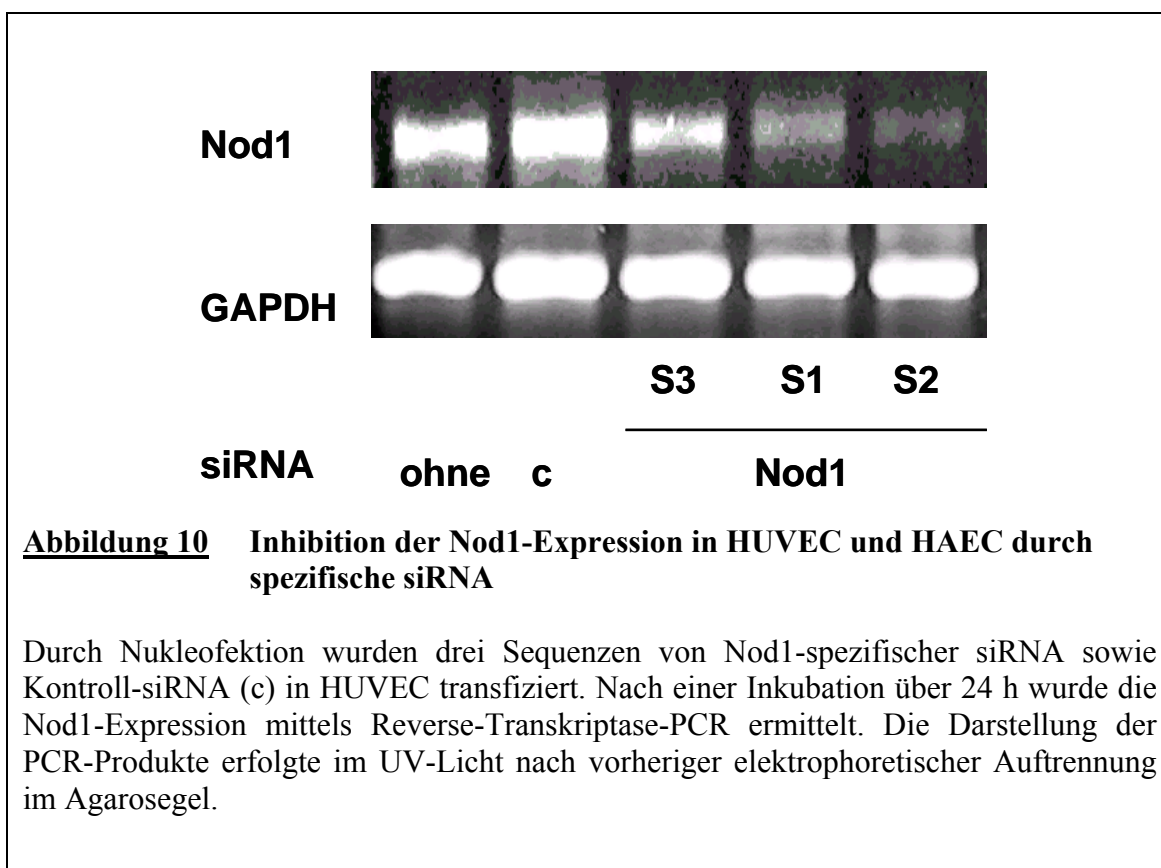 Nod1
GAPDH
S3 S1 S2
siRNA ohne c Nod1
Abbildung 10 Inhibition der Nod1-Expression in HUVEC und HAEC durch
spezifische siRNA
Durch Nukleofektion wurden drei Sequenzen von Nod1-spezifischer siRNA sowie
Kontroll-siRNA (c) in HUVEC transfiziert. Nach einer Inkubation über 24 h wurde die
Nod1-Expression mittels Reverse-Transkriptase-PCR ermittelt. Die Darstellung der
PCR-Produkte erfolgte im UV-Licht nach vorheriger elektrophoretischer Auftrennung
im Agarosegel.